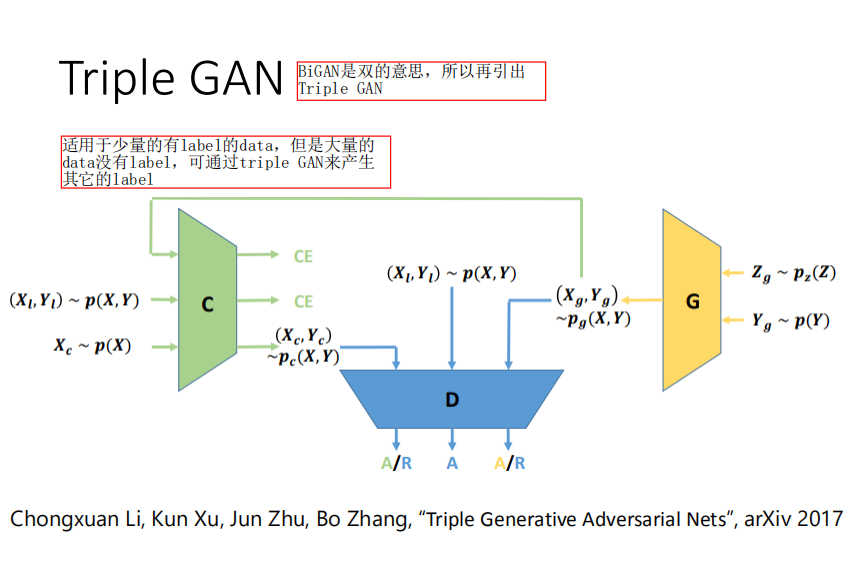 Triple GAN
BiGAN是双的意思，所以再引出
Triple GAN
适用于少量的有label的data，但是大量的
data没有label，可通过triple GAN来产生
其它的label
(X_l, Y_l) ~ p(X, Y)
X_c ~ p(X)
C
CE
CE
(X_c, Y_c)
~p_c(X, Y)
(X_l, Y_l) ~ p(X, Y)
(X_g, Y_g)
~p_g(X, Y)
G
Z_g ~ p_z(Z)
Y_g ~ p(Y)
D
A/R
A
A/R
Chongxuan Li, Kun Xu, Jun Zhu, Bo Zhang, “Triple Generative Adversarial Nets”, arXiv 2017